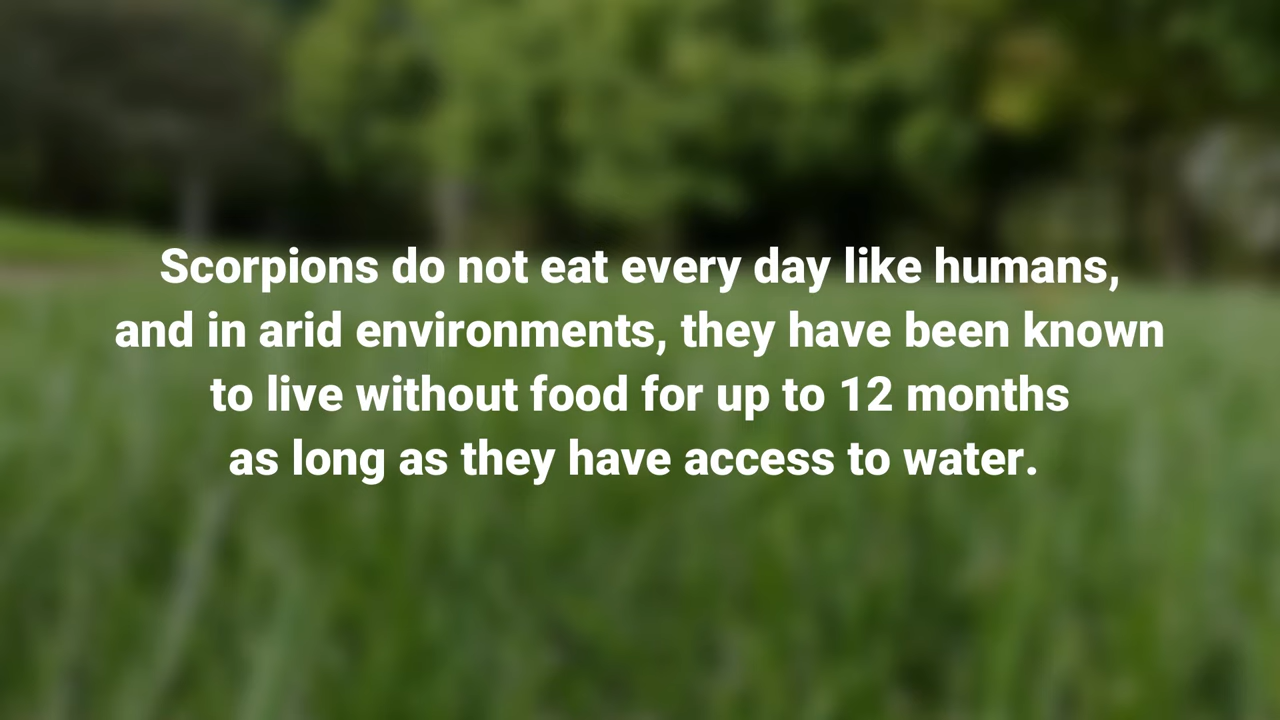 Scorpions do not eat every day like humans,
and in arid environments, they have been known
to live without food for up to 12 months
as long as they have access to water.